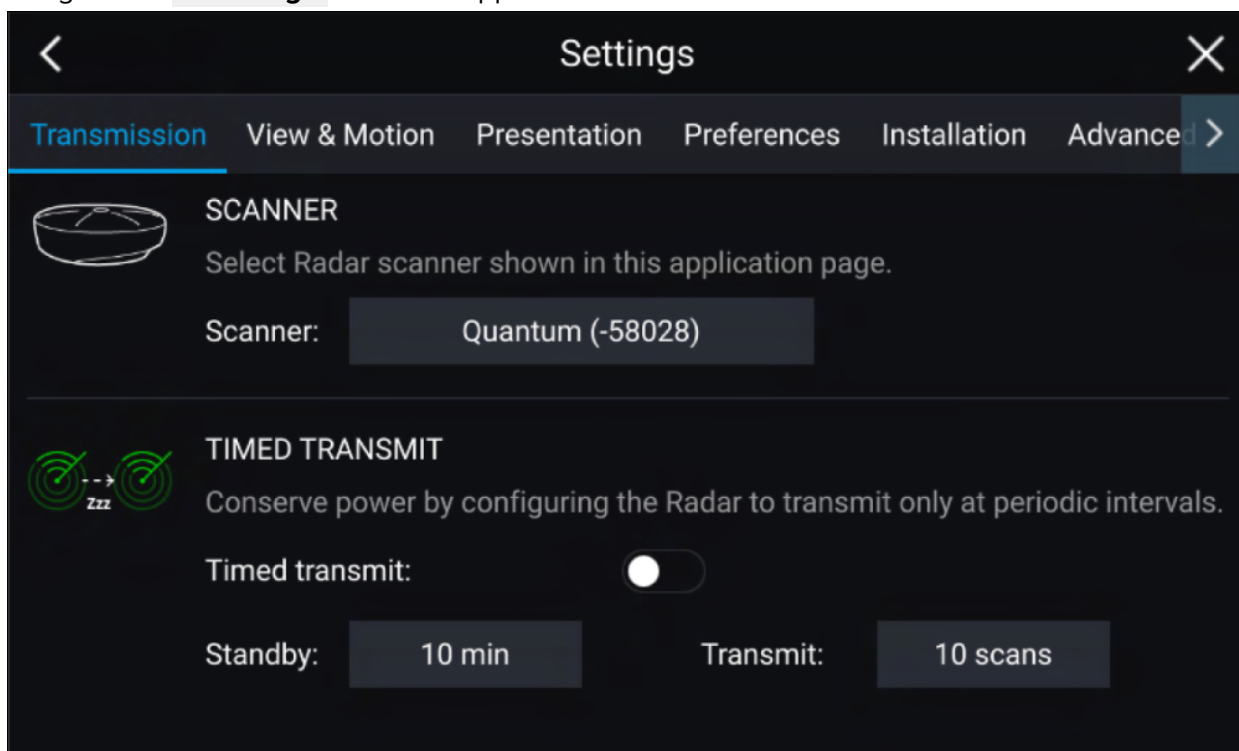 Settings
Transmission View & Motion Presentation Preferences Installation Advanced
SCANNER
Select Radar scanner shown in this application page.
Scanner: Quantum (-58028)
TIMED TRANSMIT
Zzz
Conserve power by configuring the Radar to transmit only at periodic intervals.
Timed transmit:
Standby: 10 min Transmit: 10 scans